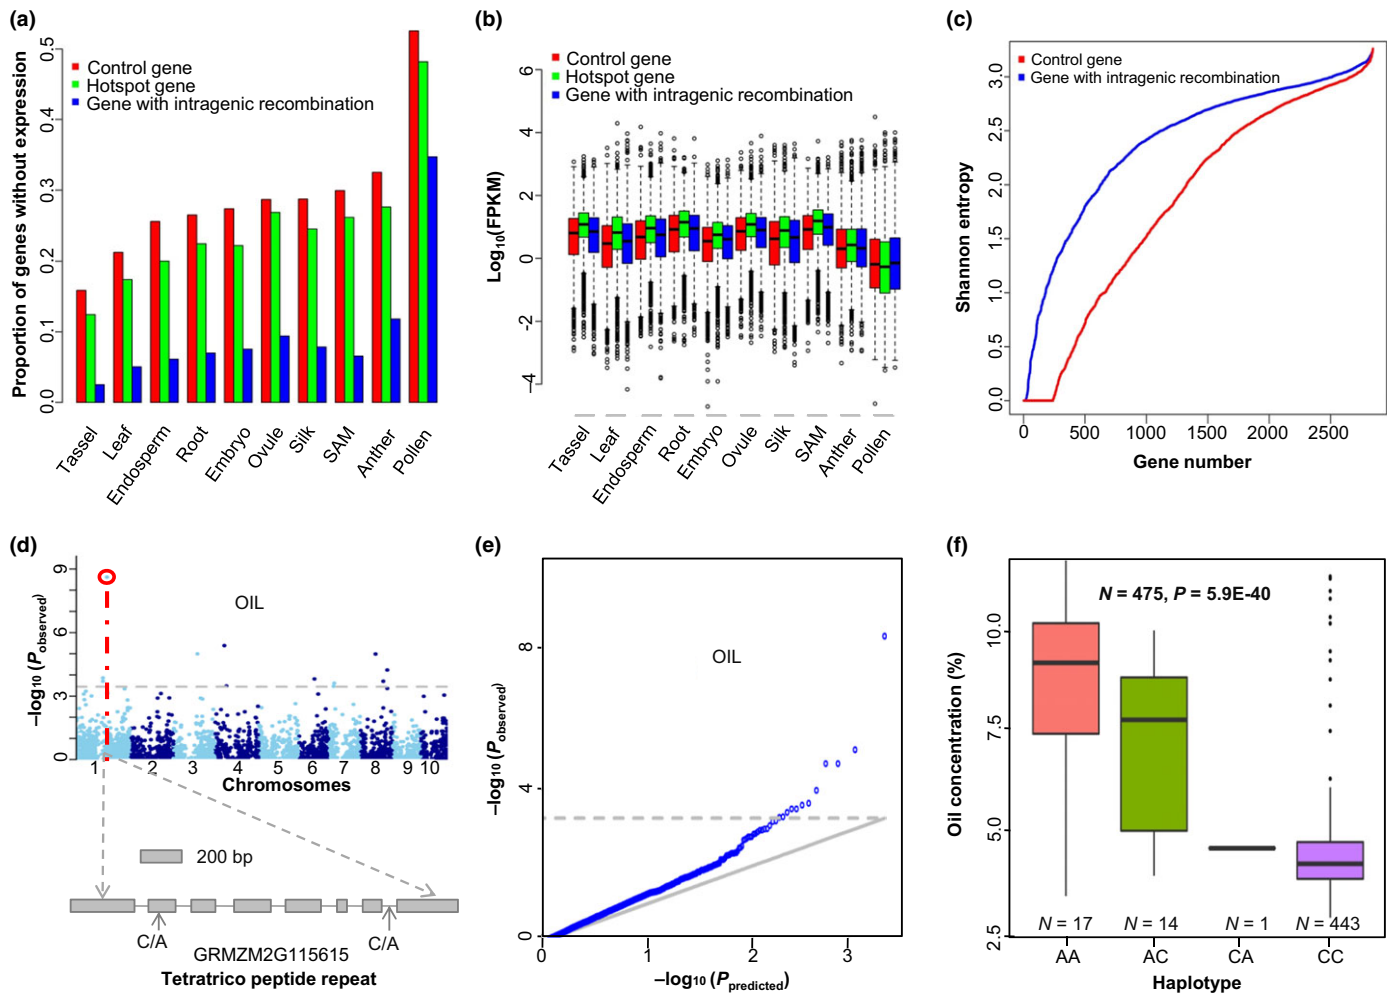 (a)
Proportion of genes without expression
0.0
0.1
0.2
0.3
0.4
0.5
Control gene
Hotspot gene
Gene with intragenic recombination
Tassel
Leaf
Endosperm
Root
Embryo
Ovule
Silk
SAM
Anther
Pollen
(b)
Log10(FPKM)
6
4
2
0
-2
-4
Control gene
Hotspot gene
Gene with intragenic recombination
Tassel
Leaf
Endosperm
Root
Embryo
Ovule
Silk
SAM
Anther
Pollen
(c)
Shannon entropy
0.0
0.5
1.0
1.5
2.0
2.5
3.0
Control gene
Gene with intragenic recombination
0
500
1000
1500
2000
2500
Gene number
(d)
–log10 (Pobserved)
9
6
3
0
OIL
1 2 3 4 5 6 7 8 9 10
Chromosomes
200 bp
C/A
C/A
GRMZM2G115615
Tetratrico peptide repeat
(e)
–log10 (Pobserved)
8
4
0
OIL
0 1 2 3
–log10 (Ppredicted)
(f)
Oil concentration (%)
10.0
7.5
5.0
2.5
N = 475, P = 5.9E-40
N = 17
N = 14
N = 1
N = 443
AA
AC
CA
CC
Haplotype